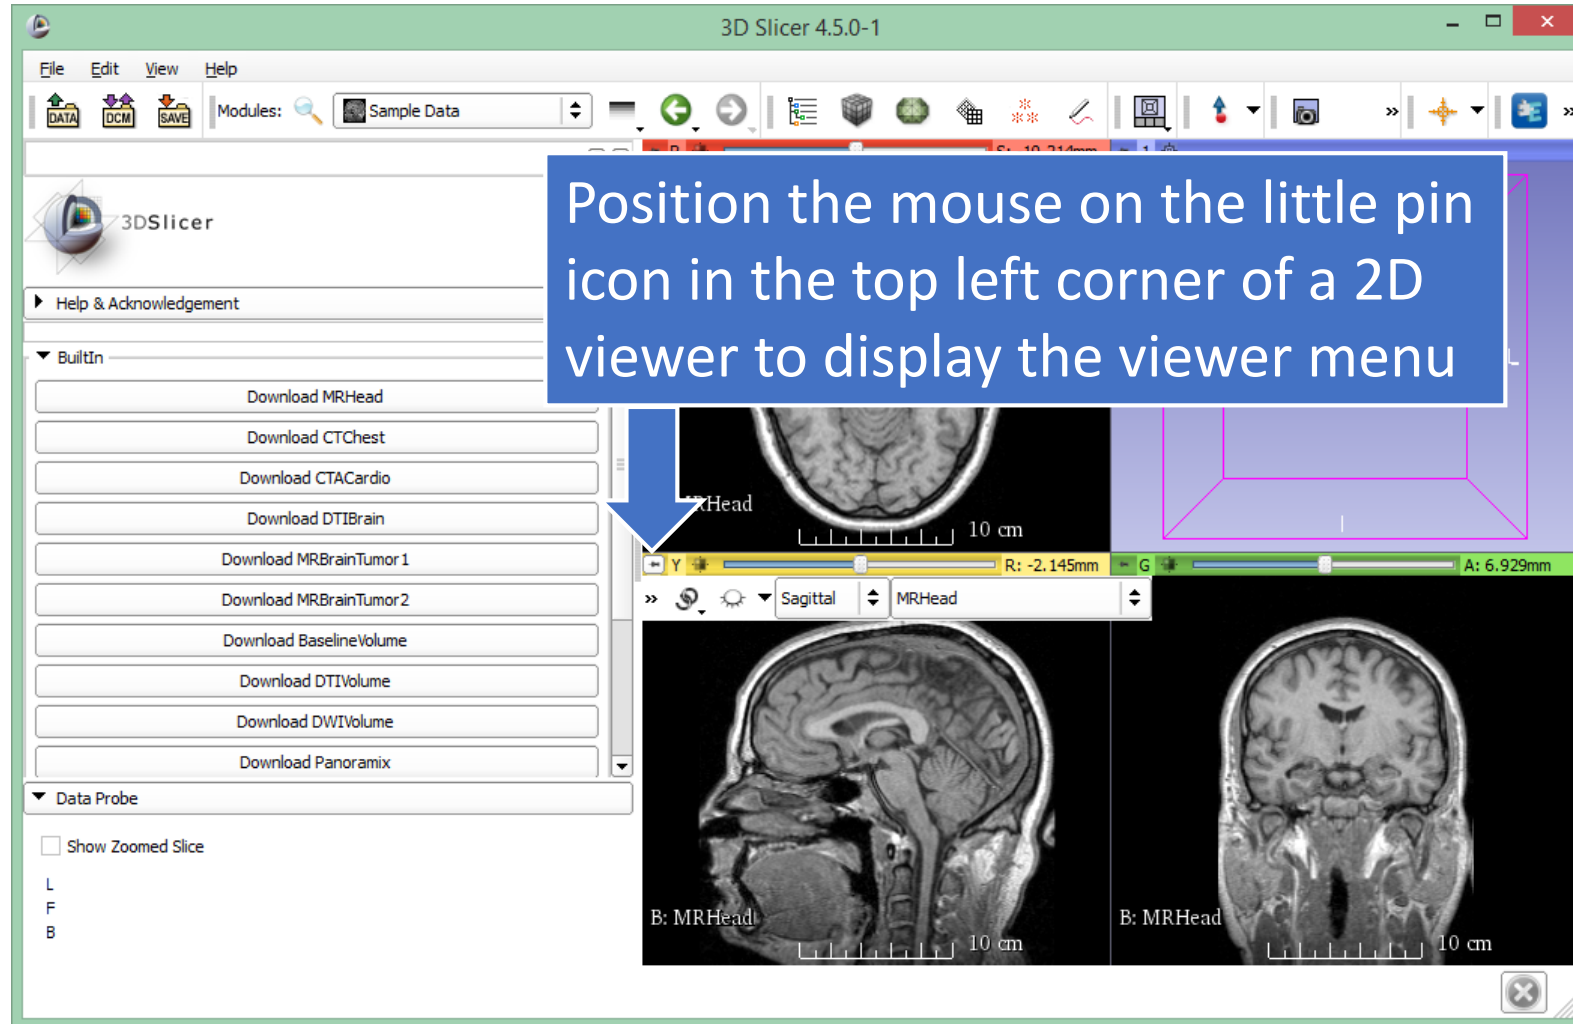 3D Slicer 4.5.0-1
File Edit View Help
DATA DCM SAVE Modules: Sample Data
3DSlicer
Position the mouse on the little pin
icon in the top left corner of a 2D
viewer to display the viewer menu
Help & Acknowledgement
BuiltIn
Download MRHead
Download CTChest
Download CTACardio
Download DTIBrain
Download MRBrainTumor1
Download MRBrainTumor2
Download BaselineVolume
Download DTIVolume
Download DWIVolume
Download Panoramix
Data Probe
Show Zoomed Slice
L
F
B
L
10 cm
Y R: -2.145mm
G A: 6.929mm
Sagittal MRHead
B: MRHead
10 cm
B: MRHead
10 cm